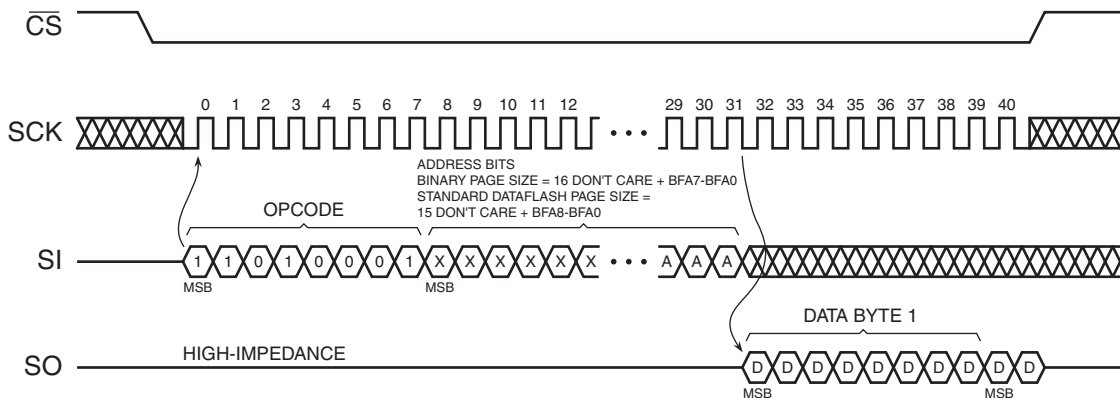 CS
0 1 2 3 4 5 6 7 8 9 10 11 12 29 30 31 32 33 34 35 36 37 38 39 40
SCK
ADDRESS BITS
BINARY PAGE SIZE = 16 DON'T CARE + BFA7-BFA0
STANDARD DATAFLASH PAGE SIZE =
15 DON'T CARE + BFA8-BFA0
OPCODE
SI 1 1 0 1 0 0 0 1 X X X X X X • • • A A A
MSB MSB
DATA BYTE 1
HIGH-IMPEDANCE
SO D D D D D D D D D D
MSB MSB